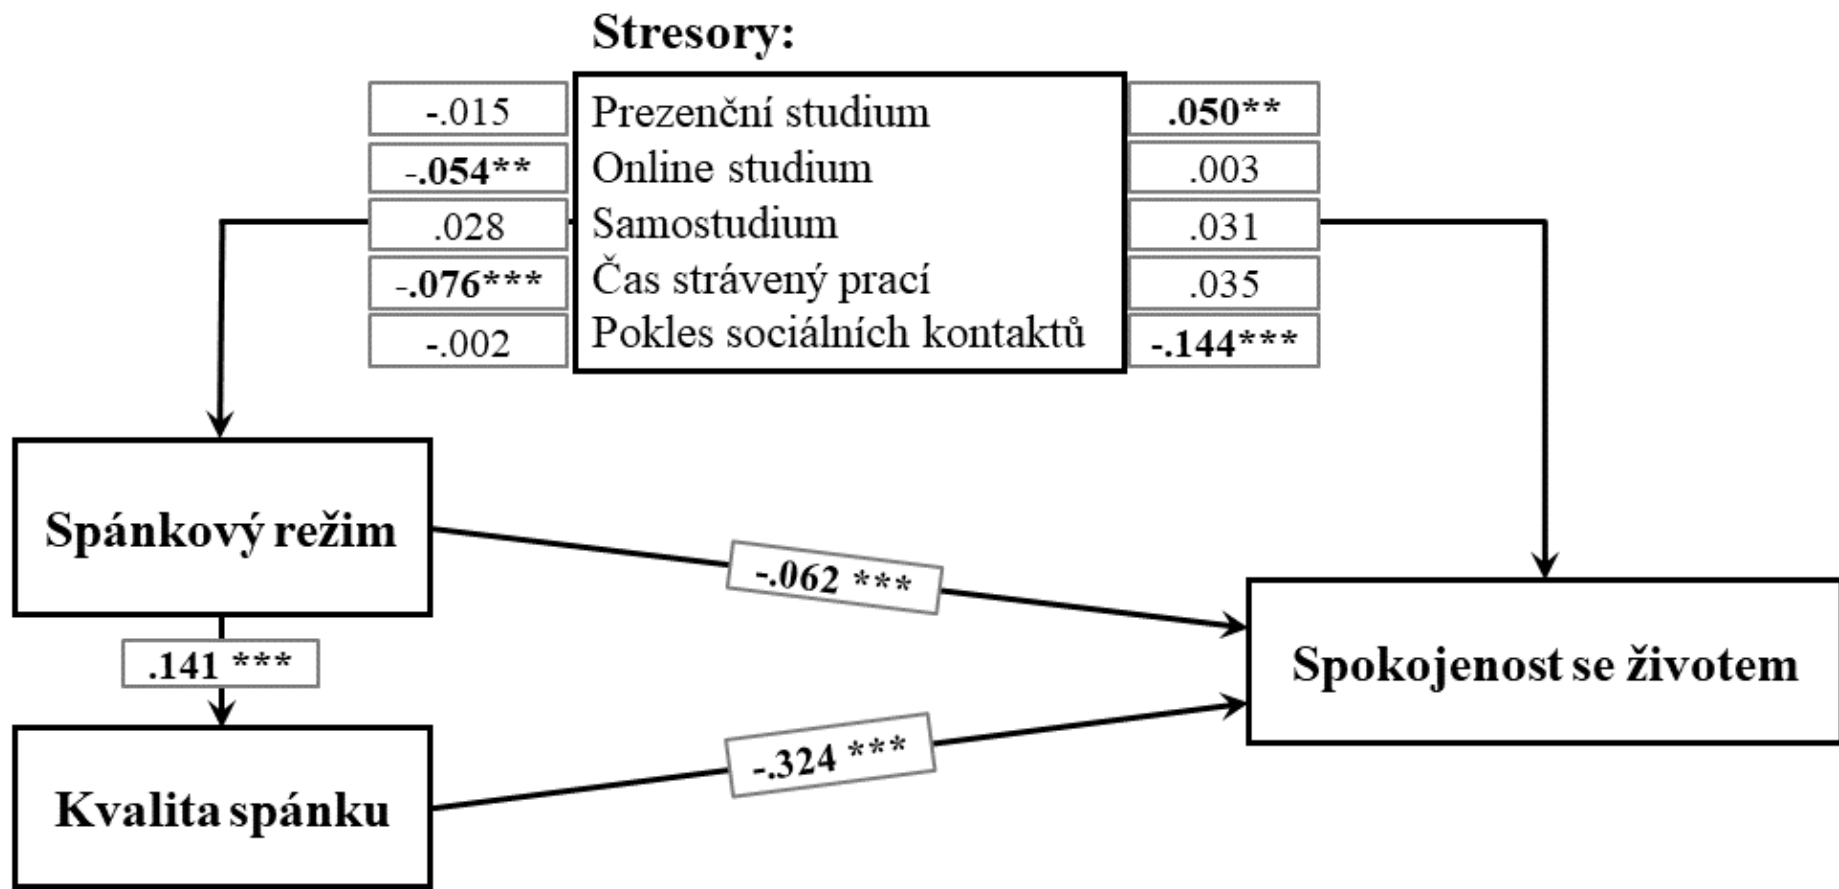 Stresory:
-.015 Prezenční studium .050**
-.054** Online studium .003
.028 Samostudium .031
-.076*** Čas strávený prací .035
-.002 Pokles sociálních kontaktů -.144***
Spánkový režim
-.062 ***
.141 ***
Spokojenost se životem
-.324 ***
Kvalita spánku